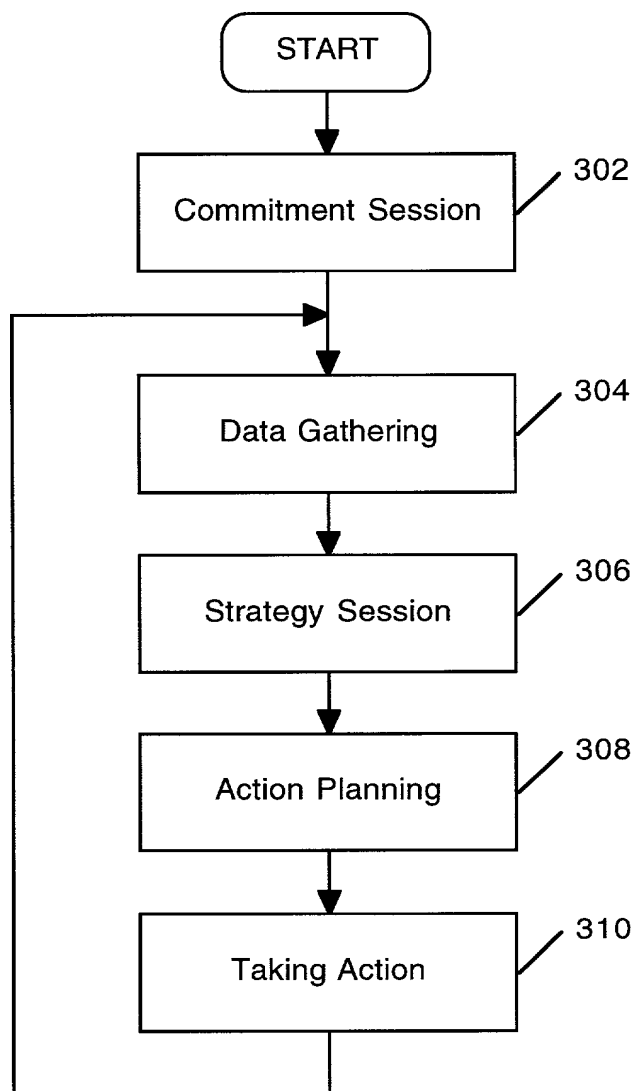 START
302
Commitment Session
304
Data Gathering
306
Strategy Session
308
Action Planning
310
Taking Action